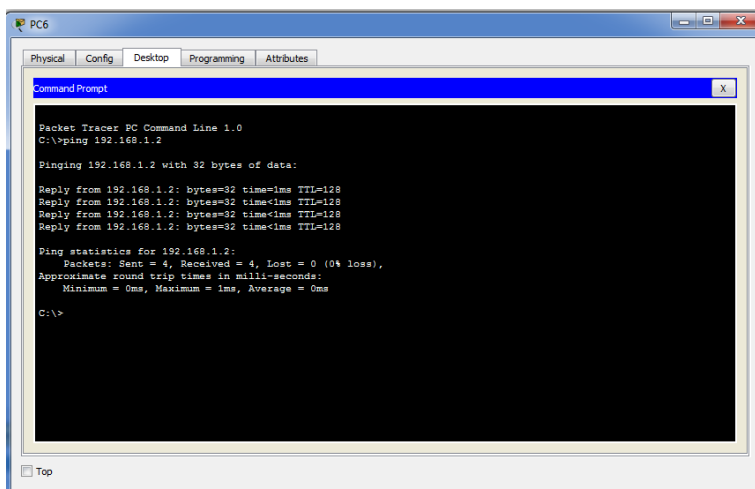 PC6
X
Physical Config Desktop Programming Attributes
Command Prompt
X
Packet Tracer PC Command Line 1.0
C:\>ping 192.168.1.2
Pinging 192.168.1.2 with 32 bytes of data:
Reply from 192.168.1.2: bytes=32 time=1ms TTL=128
Reply from 192.168.1.2: bytes=32 time<1ms TTL=128
Reply from 192.168.1.2: bytes=32 time<1ms TTL=128
Reply from 192.168.1.2: bytes=32 time<1ms TTL=128
Ping statistics for 192.168.1.2:
Packets: Sent = 4, Received = 4, Lost = 0 (0% loss),
Approximate round trip times in milli-seconds:
Minimum = 0ms, Maximum = 1ms, Average = 0ms
C:\>
Top